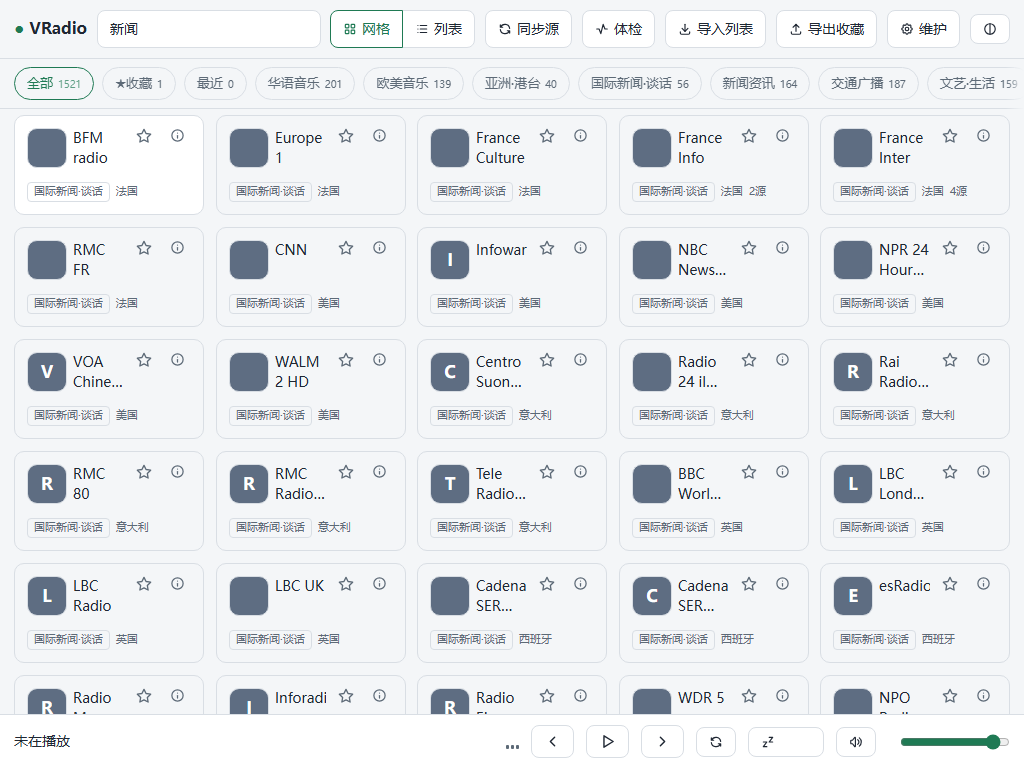 VRadio 新闻 网格 列表 同步源 体检 导入列表 导出收藏 维护
全部 1521 ★收藏 1 最近 0 华语音乐 201 欧美音乐 139 亚洲·港台 40 国际新闻·谈话 56 新闻资讯 164 交通广播 187 文艺·生活 159
BFM radio
国际新闻·谈话 法国
Europe 1
国际新闻·谈话 法国
France Culture
国际新闻·谈话 法国
France Info
国际新闻·谈话 法国 2源
France Inter
国际新闻·谈话 法国 4源
RMC FR
国际新闻·谈话 法国
CNN
国际新闻·谈话 美国
I Infowar
国际新闻·谈话 美国
NBC News...
国际新闻·谈话 美国
NPR 24 Hour...
国际新闻·谈话 美国
V VOA Chine...
国际新闻·谈话 美国
WALM 2 HD
国际新闻·谈话 美国
C Centro Suon...
国际新闻·谈话 意大利
Radio 24 il...
国际新闻·谈话 意大利
R Rai Radio...
国际新闻·谈话 意大利
R RMC 80
国际新闻·谈话 意大利
R RMC Radio...
国际新闻·谈话 意大利
T Tele Radio...
国际新闻·谈话 意大利
BBC Worl...
国际新闻·谈话 英国
L LBC Lond...
国际新闻·谈话 英国
L LBC Radio
国际新闻·谈话 英国
LBC UK
国际新闻·谈话 英国
Cadena SER...
国际新闻·谈话 西班牙
C Cadena SER...
国际新闻·谈话 西班牙
E esRadio
国际新闻·谈话 西班牙
R Radio
I Inforadi
R Radio
WDR 5
NPO
未在播放 ... zz